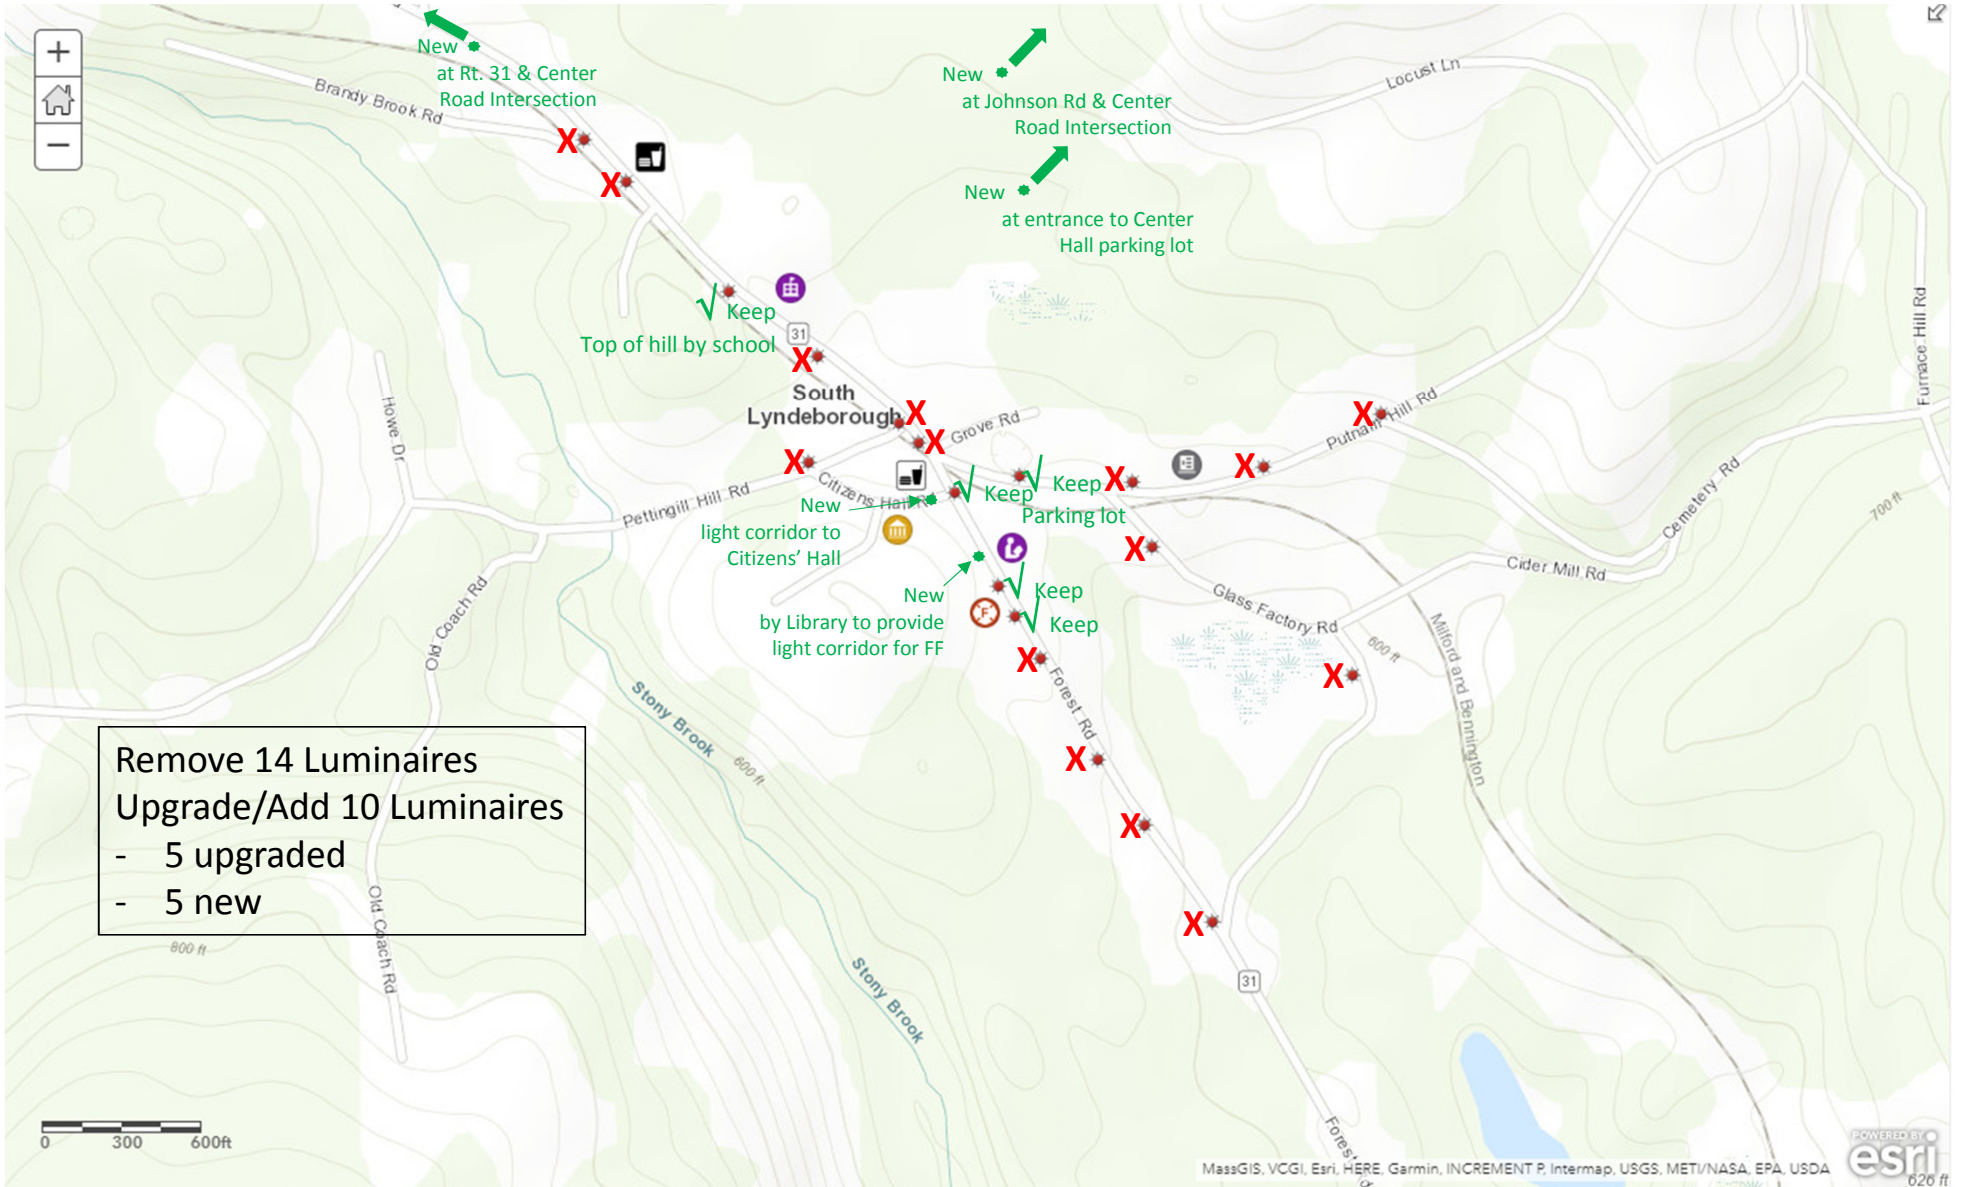 +
−
New
at Rt. 31 & Center
Road Intersection
New
at Johnson Rd & Center
Road Intersection
New
at entrance to Center
Hall parking lot
Brandy Brook Rd
Locust Ln
Furnace Hill Rd
X
X
√ Keep
Top of hill by school
31
X
South
Lyndeborough
X
X
Grove Rd
X
Putnam Hill Rd
X
X
X
√ Keep
√ Keep
Parking lot
Howe Dr
Pettingill Hill Rd
Citizens Hall Rd
New
light corridor to
Citizens’ Hall
X
Cemetery Rd
700 ft
Cider Mill Rd
Glass Factory Rd
600 ft
Milford and Bennington
New
by Library to provide
light corridor for FF
√ Keep
F
√ Keep
X
X
Forest Rd
Old Coach Rd
Stony Brook
600 ft
X
X
X
31
Remove 14 Luminaires
Upgrade/Add 10 Luminaires
- 5 upgraded
- 5 new
Old Coach Rd
800 ft
Stony Brook
Forest Rd
0 300 600ft
MassGIS, VCGI, Esri, HERE, Garmin, INCREMENT P, Intermap, USGS, METI/NASA, EPA, USDA
POWERED BY
esri
626 ft